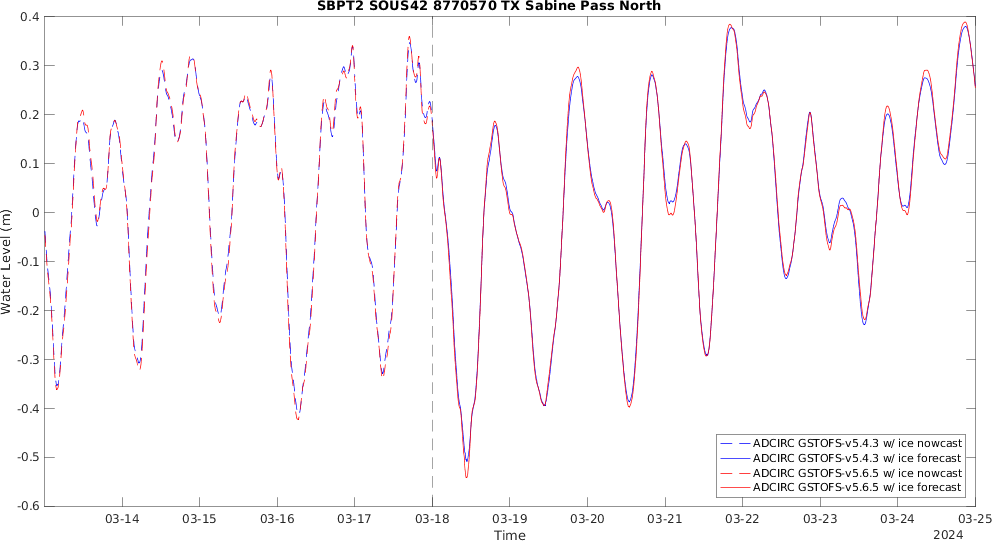 SBPT2 SOUS42 8770570 TX Sabine Pass North
0.4
0.3
0.2
0.1
0
-0.1
-0.2
-0.3
-0.4
-0.5
-0.6
Water Level (m)
ADCIRC GSTOFS-v5.4.3 w/ ice nowcast
ADCIRC GSTOFS-v5.4.3 w/ ice forecast
ADCIRC GSTOFS-v5.6.5 w/ ice nowcast
ADCIRC GSTOFS-v5.6.5 w/ ice forecast
03-14 03-15 03-16 03-17 03-18 03-19 03-20 03-21 03-22 03-23 03-24 03-25
Time
2024